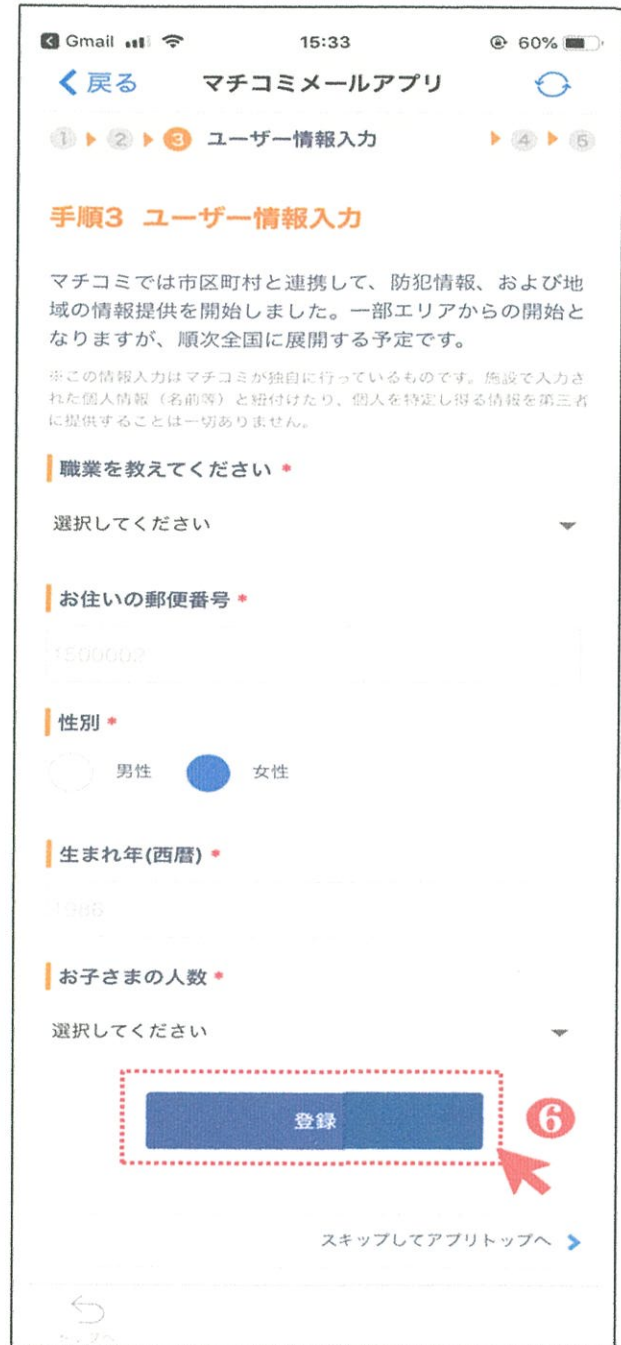 Gmail 15:33 60%
戻る マチコミメールアプリ
1 2 3 ユーザー情報入力 4 5
手順3 ユーザー情報入力
マチコミでは市区町村と連携して、防犯情報、および地
域の情報提供を開始しました。一部エリアからの開始と
なりますが、順次全国に展開する予定です。
※この情報入力はマチコミが独自に行っているものです。施設で入力さ
れた個人情報（名前等）と紐付けたり、個人を特定し得る情報を第三者
に提供することは一切ありません。
職業を教えてください *
選択してください
お住いの郵便番号 *
1500002
性別 *
男性 女性
生まれ年(西暦) *
1986
お子さまの人数 *
選択してください
登録
6
スキップしてアプリトップへ